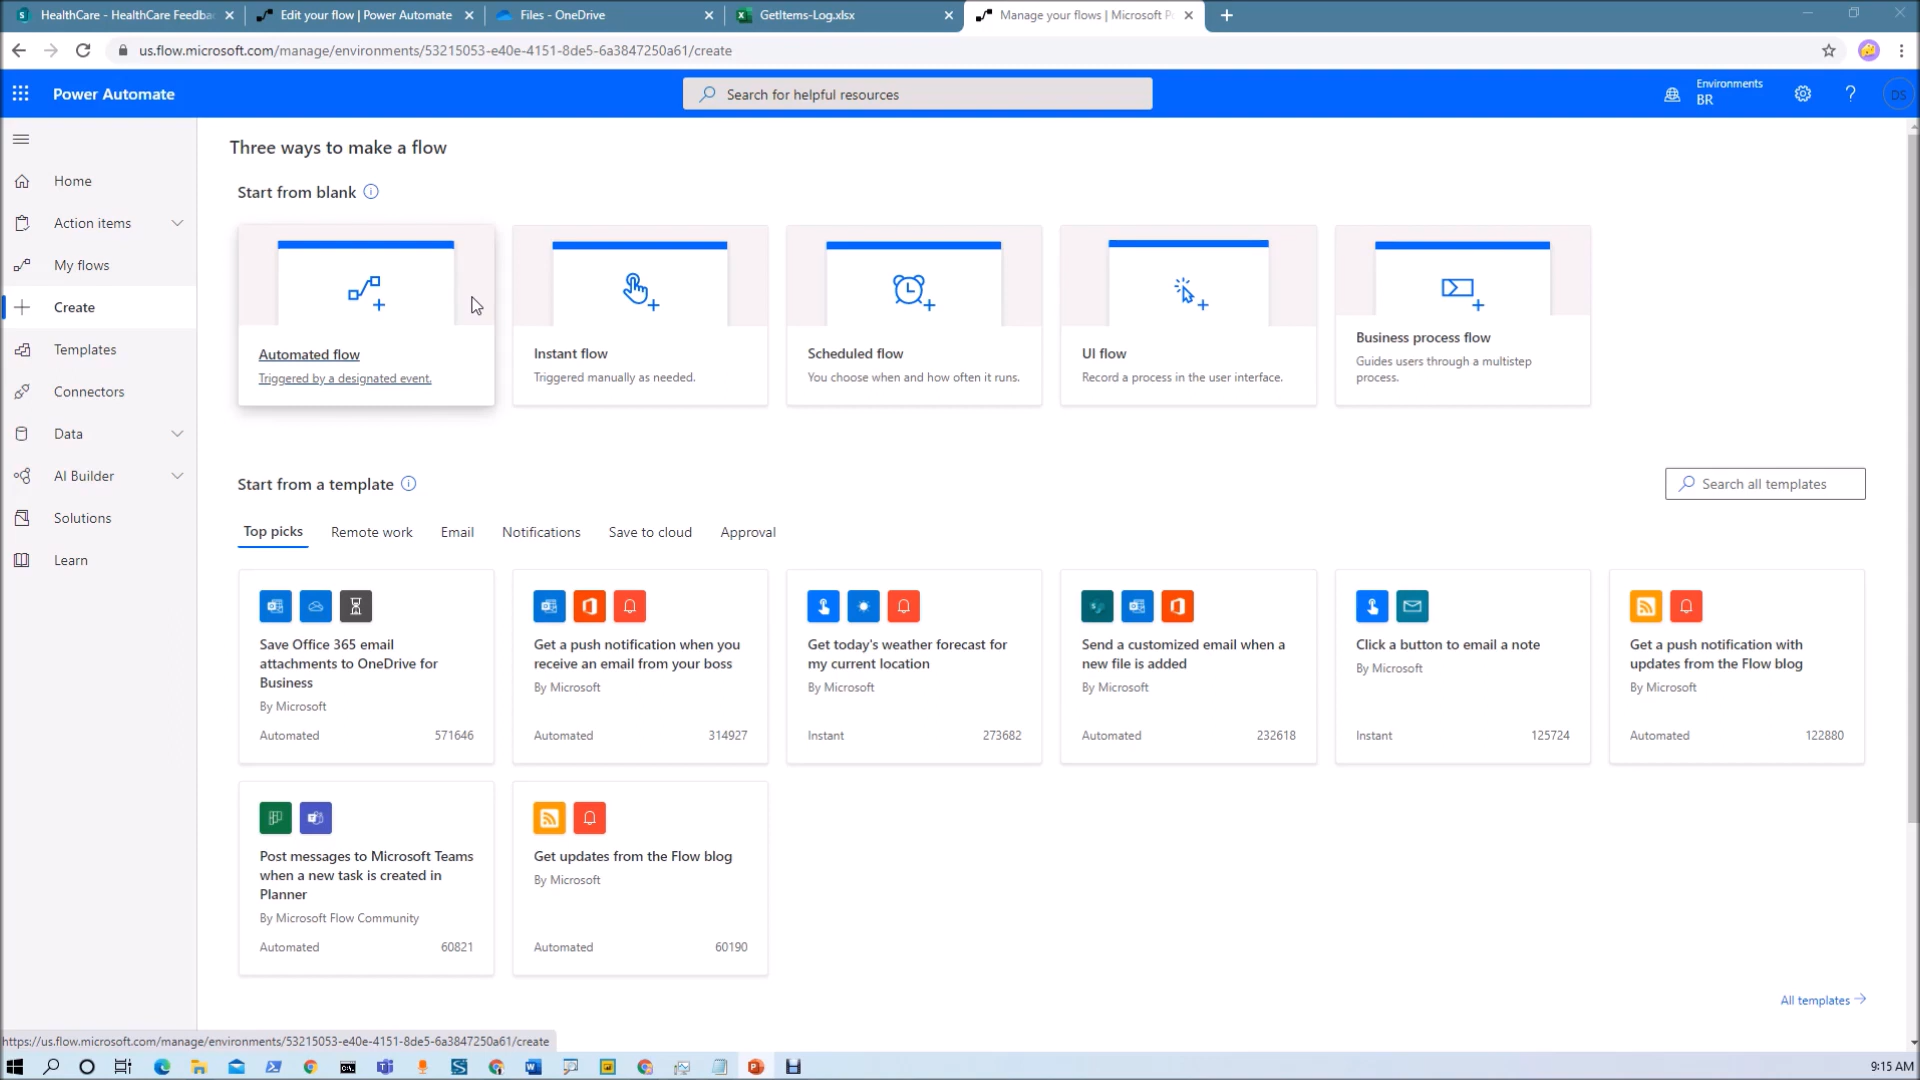 HealthCare - HealthCare Feedba
Edit your flow | Power Automate
Files - OneDrive
GetItems-Log.xlsx
Manage your flows | Microsoft P
us.flow.microsoft.com/manage/environments/53215053-e40e-4151-8de5-6a3847250a61/create
Power Automate
Search for helpful resources
Environments
BR
DS
Home
Action items
My flows
Create
Templates
Connectors
Data
AI Builder
Solutions
Learn
Three ways to make a flow
Start from blank
Automated flow
Triggered by a designated event.
Instant flow
Triggered manually as needed.
Scheduled flow
You choose when and how often it runs.
UI flow
Record a process in the user interface.
Business process flow
Guides users through a multistep
process.
Start from a template
Search all templates
Top picks
Remote work
Email
Notifications
Save to cloud
Approval
Save Office 365 email
attachments to OneDrive for
Business
By Microsoft
Automated 571646
Get a push notification when you
receive an email from your boss
By Microsoft
Automated 314927
Get today's weather forecast for
my current location
By Microsoft
Instant 273682
Send a customized email when a
new file is added
By Microsoft
Automated 232618
Click a button to email a note
By Microsoft
Instant 125724
Get a push notification with
updates from the Flow blog
By Microsoft
Automated 122880
Post messages to Microsoft Teams
when a new task is created in
Planner
By Microsoft Flow Community
Automated 60821
Get updates from the Flow blog
By Microsoft
Automated 60190
All templates
https://us.flow.microsoft.com/manage/environments/53215053-e40e-4151-8de5-6a3847250a61/create
9:15 AM